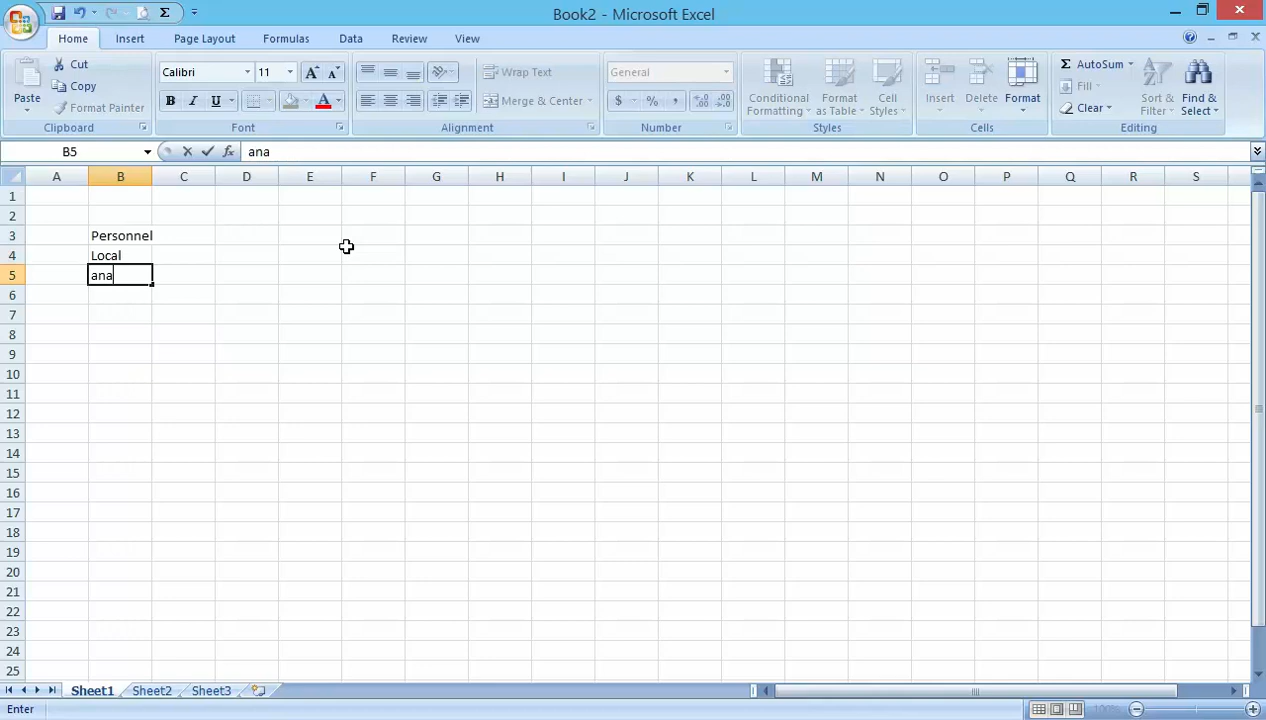 Book2 - Microsoft Excel
Home Insert Page Layout Formulas Data Review View
Paste
Cut
Copy
Format Painter
Clipboard
Calibri 11
B I U
Font
Wrap Text
Merge & Center
Alignment
General
$ % ,
Number
Conditional Formatting
Format as Table
Cell Styles
Styles
Insert Delete Format
Cells
Σ AutoSum
Fill
Clear
Sort & Filter
Find & Select
Editing
B5 fx ana
A B C D E F G H I J K L M N O P Q R S
1
2
3 Personnel
4 Local
5 ana
6
7
8
9
10
11
12
13
14
15
16
17
18
19
20
21
22
23
24
25
Sheet1 Sheet2 Sheet3
Enter 100%